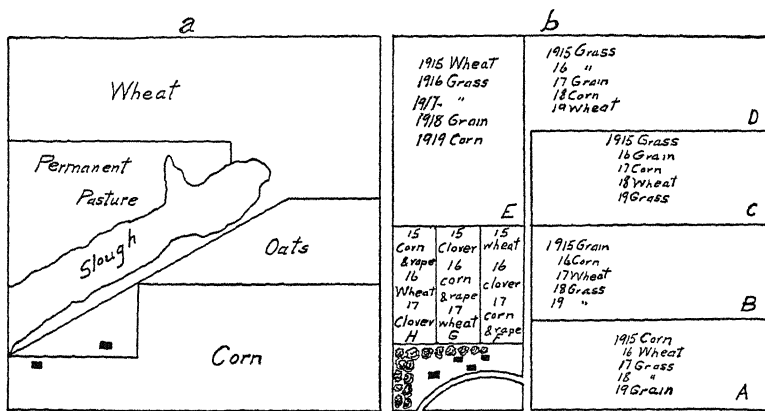 a
Wheat
Permanent
Pasture
Slough
Oats
Corn
b
1915 Wheat
1916 Grass
1917 "
1918 Grain
1919 Corn
E
1915 Grass
16 "
17 Grain
18 Corn
19 Wheat
D
1915 Grass
16 Grain
17 Corn
18 Wheat
19 Grass
C
15
Corn
& rape
16
Wheat
17
Clover
H
15
Clover
16
corn
& rape
17
wheat
G
15
wheat
16
clover
17
corn
& rape
F
1915 Grain
16 Corn
17 Wheat
18 Grass
19 "
B
1915 Corn
16 Wheat
17 Grass
18 "
19 Grain
A